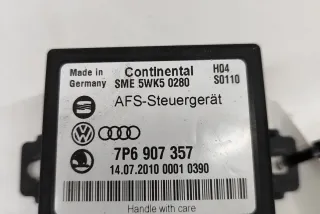 Made in Continental H04
Germany SME 5WK5 0280 S0110
AFS-Steuergerät
7P6 907 357
14.07.2010 0001 0390
Handle with care